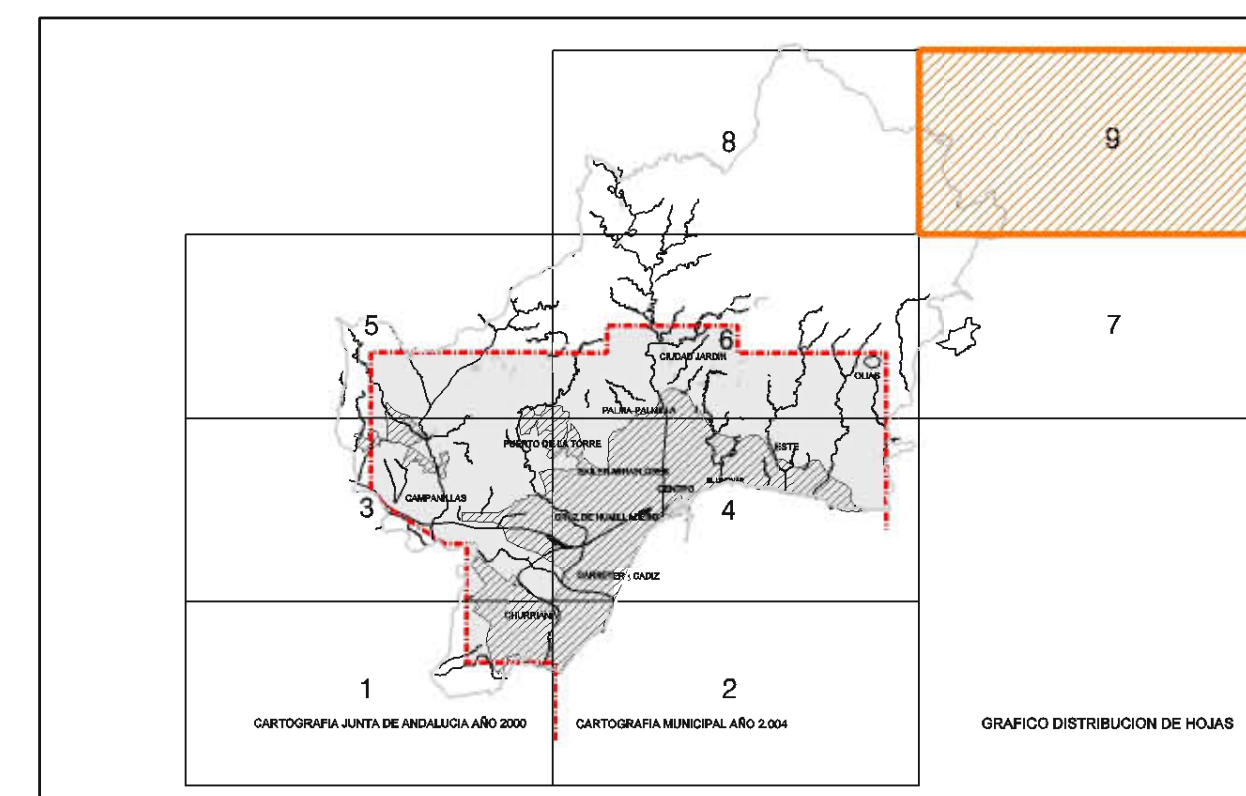 8
9
5
6
7
CIUDAD JARDIN
OLIAS
PALMA-PALMILLA
PUERTO DE LA TORRE
ESTE
CENTRO
CAMPANILLAS
3
4
CRUZ DE HUMILLADERO
CADIZ
CHURRIANA
1
2
CARTOGRAFIA JUNTA DE ANDALUCIA AÑO 2000
CARTOGRAFIA MUNICIPAL AÑO 2.004
GRAFICO DISTRIBUCION DE HOJAS